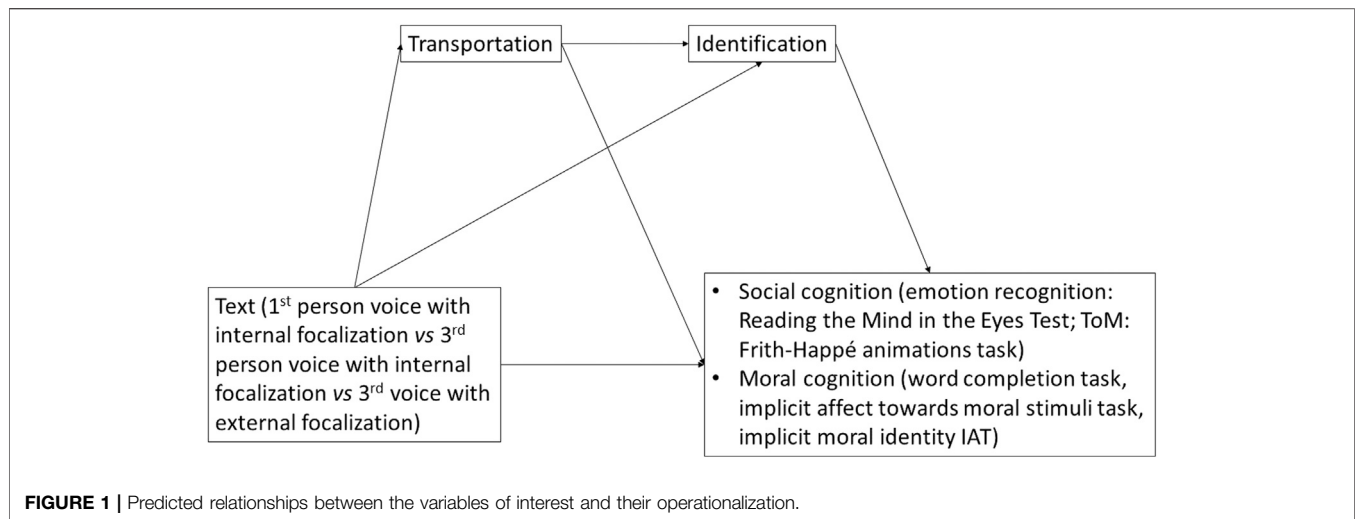 Transportation
Identification
Text (1st person voice with
internal focalization vs 3rd
person voice with internal
focalization vs 3rd voice with
external focalization)
• Social cognition (emotion recognition:
Reading the Mind in the Eyes Test; ToM:
Frith-Happé animations task)
• Moral cognition (word completion task,
implicit affect towards moral stimuli task,
implicit moral identity IAT)
FIGURE 1 | Predicted relationships between the variables of interest and their operationalization.